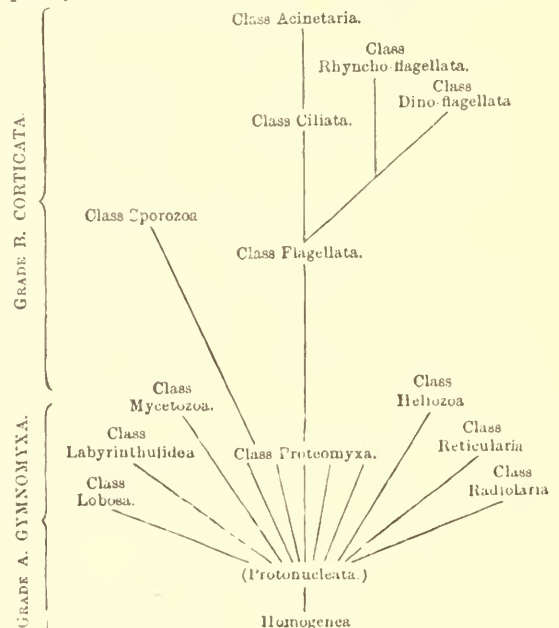 Class Acinetaria.
Class
Rhyncho-flagellata.
Class
Dino-flagellata
Class Ciliata.
GRADE B. CORTICATA.
Class Sporozoa
Class Flagellata.
Class
Mycetozoa.
Class
Heliozoa
Class
Labyrinthulidea
Class Proteomyxa.
Class
Reticularia
Class
Lobosa.
Class
Radiolaria
GRADE A. GYMNOMYXA.
(Protonucleata.)
Homogenea